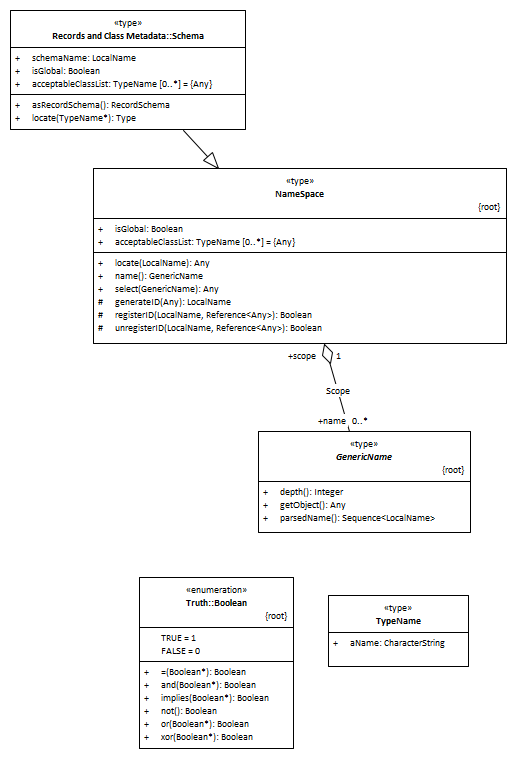 «type»
Records and Class Metadata::Schema
+ schemaName: LocalName
+ isGlobal: Boolean
+ acceptableClassList: TypeName [0..*] = {Any}
+ asRecordSchema(): RecordSchema
+ locate(TypeName*): Type
«type»
NameSpace
{root}
+ isGlobal: Boolean
+ acceptableClassList: TypeName [0..*] = {Any}
+ locate(LocalName): Any
+ name(): GenericName
+ select(GenericName): Any
# generateID(Any): LocalName
# registerID(LocalName, Reference<Any>): Boolean
# unregisterID(LocalName, Reference<Any>): Boolean
+scope 1
Scope
+name 0..*
«type»
GenericName
{root}
+ depth(): Integer
+ getObject(): Any
+ parsedName(): Sequence<LocalName>
«enumeration»
Truth::Boolean
{root}
TRUE = 1
FALSE = 0
+ =(Boolean*): Boolean
+ and(Boolean*): Boolean
+ implies(Boolean*): Boolean
+ not(): Boolean
+ or(Boolean*): Boolean
+ xor(Boolean*): Boolean
«type»
TypeName
+ aName: CharacterString